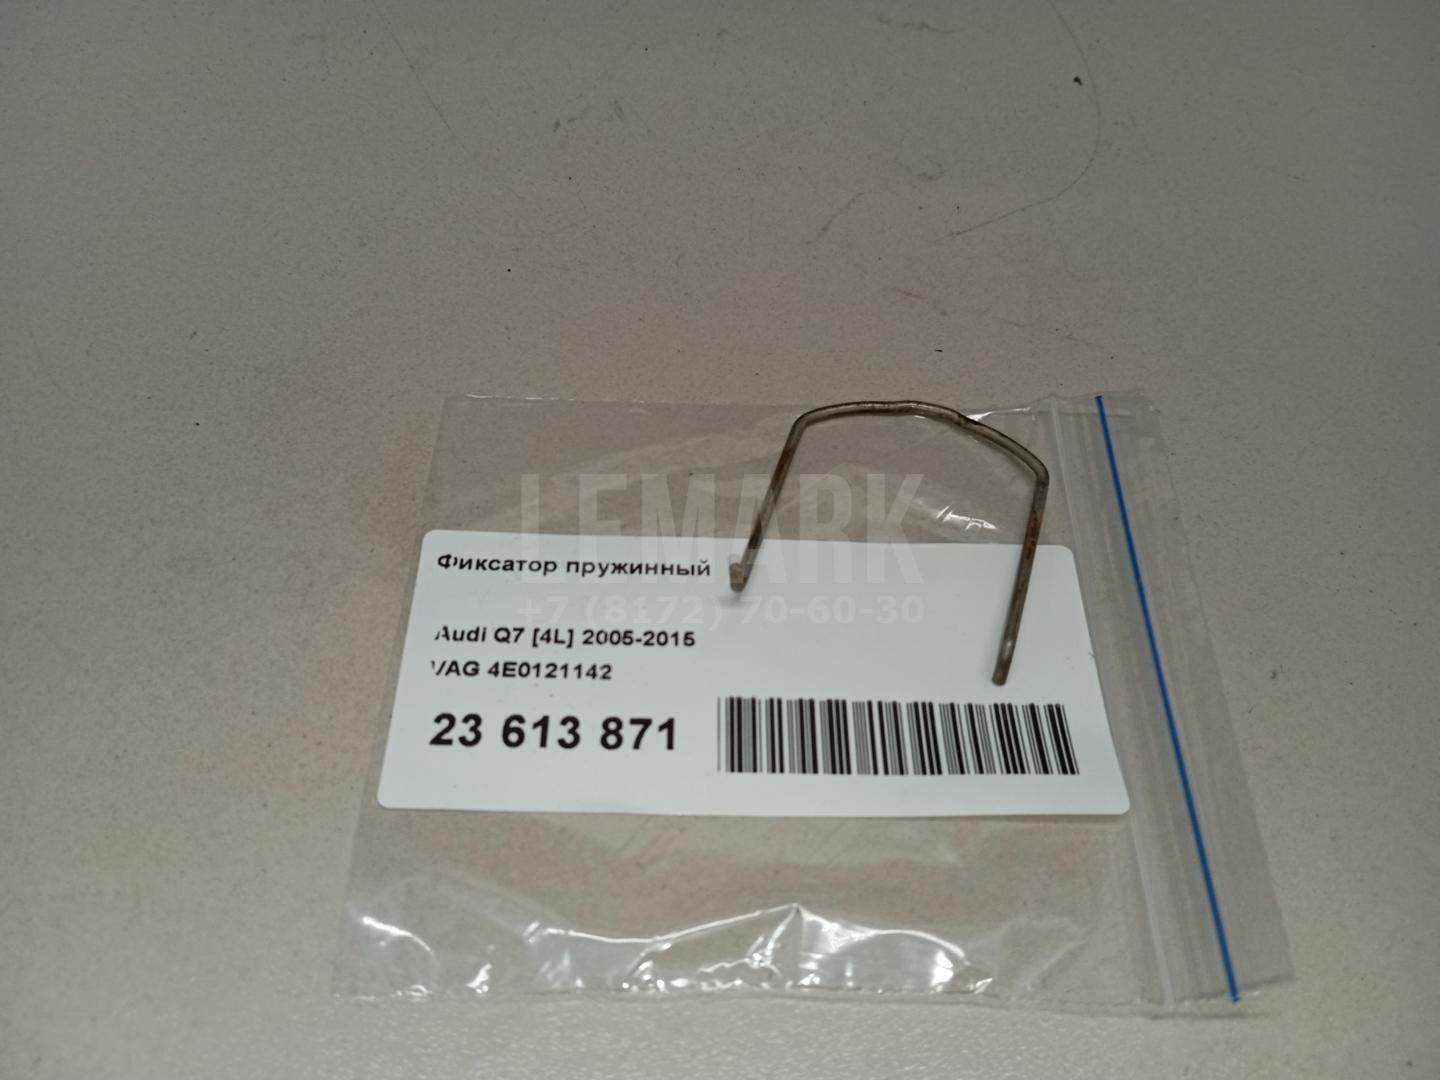 LEMARK
+7 (8172) 70-60-30
Фиксатор пружинный
Audi Q7 [4L] 2005-2015
VAG 4E0121142
23 613 871